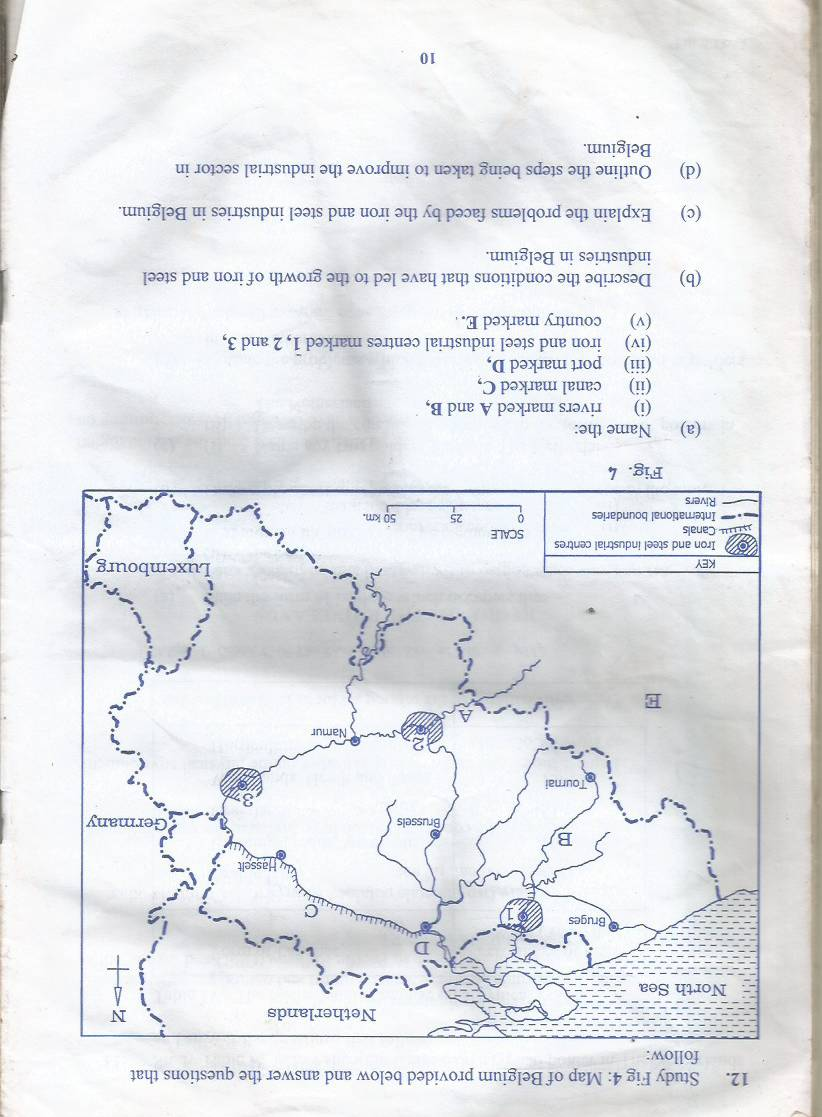 12. Study Fig 4: Map of Belgium provided below and answer the questions that
follow:
Netherlands
N
North Sea
D
C
Bruges
1
Hasselt
Germany
B
Brussels
3
Tournai
2
Namur
A
E
Luxembourg
KEY
Iron and steel industrial centres
Canals
International boundaries
Rivers
SCALE
0 25 50 km.
Fig. 4
(a) Name the:
(i) rivers marked A and B,
(ii) canal marked C,
(iii) port marked D,
(iv) iron and steel industrial centres marked 1, 2 and 3,
(v) country marked E.
(b) Describe the conditions that have led to the growth of iron and steel
industries in Belgium.
(c) Explain the problems faced by the iron and steel industries in Belgium.
(d) Outline the steps being taken to improve the industrial sector in
Belgium.
10